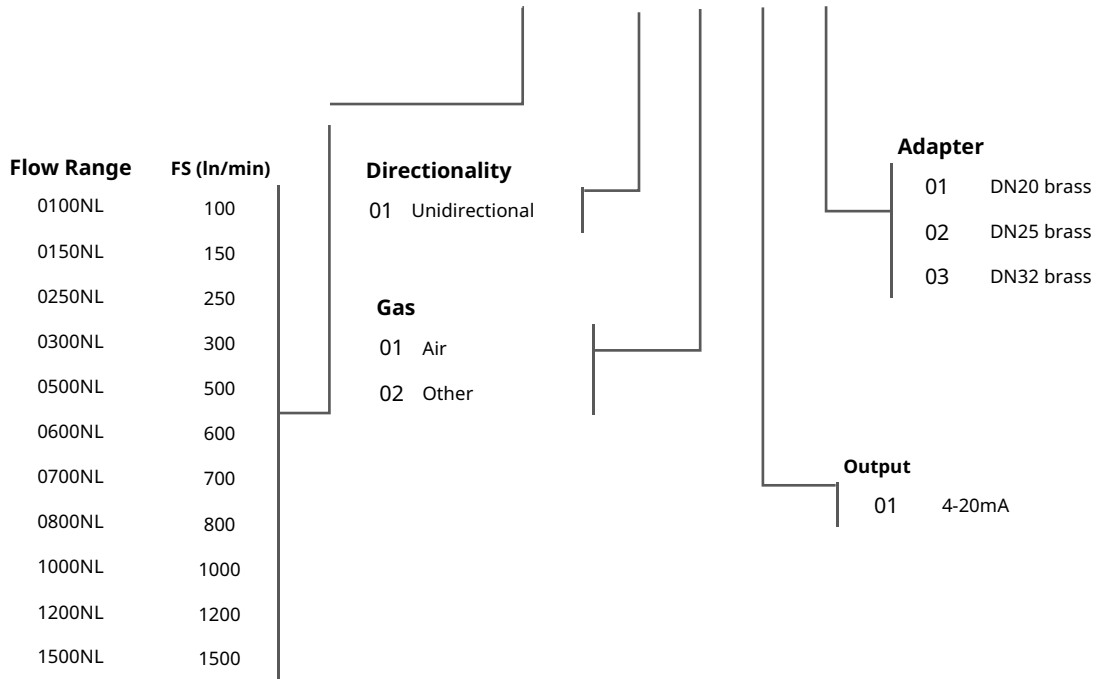 Flow Range FS (ln/min)
0100NL 100
0150NL 150
0250NL 250
0300NL 300
0500NL 500
0600NL 600
0700NL 700
0800NL 800
1000NL 1000
1200NL 1200
1500NL 1500
Directionality
01 Unidirectional
Gas
01 Air
02 Other
Adapter
01 DN20 brass
02 DN25 brass
03 DN32 brass
Output
01 4-20mA